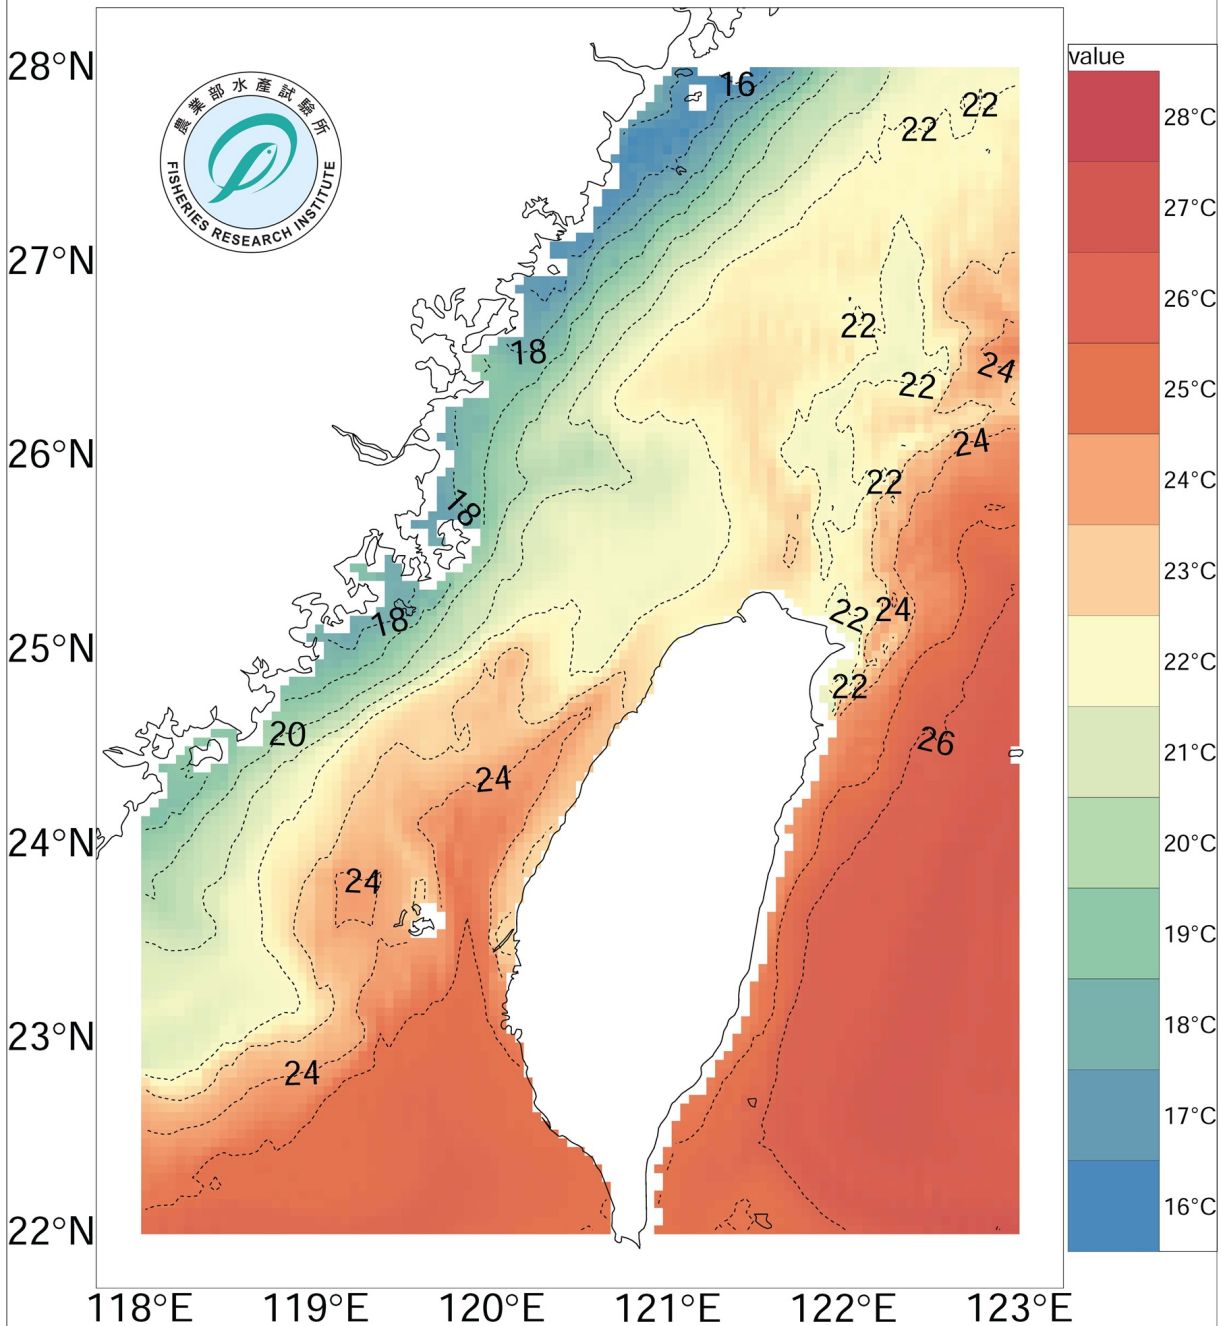 農業部水產試驗所
FISHERIES RESEARCH INSTITUTE
28°N
27°N
26°N
25°N
24°N
23°N
22°N
118°E
119°E
120°E
121°E
122°E
123°E
16
22
22
22
18
22
24
24
22
18
22
24
18
22
20
26
24
24
24
value
28°C
27°C
26°C
25°C
24°C
23°C
22°C
21°C
20°C
19°C
18°C
17°C
16°C